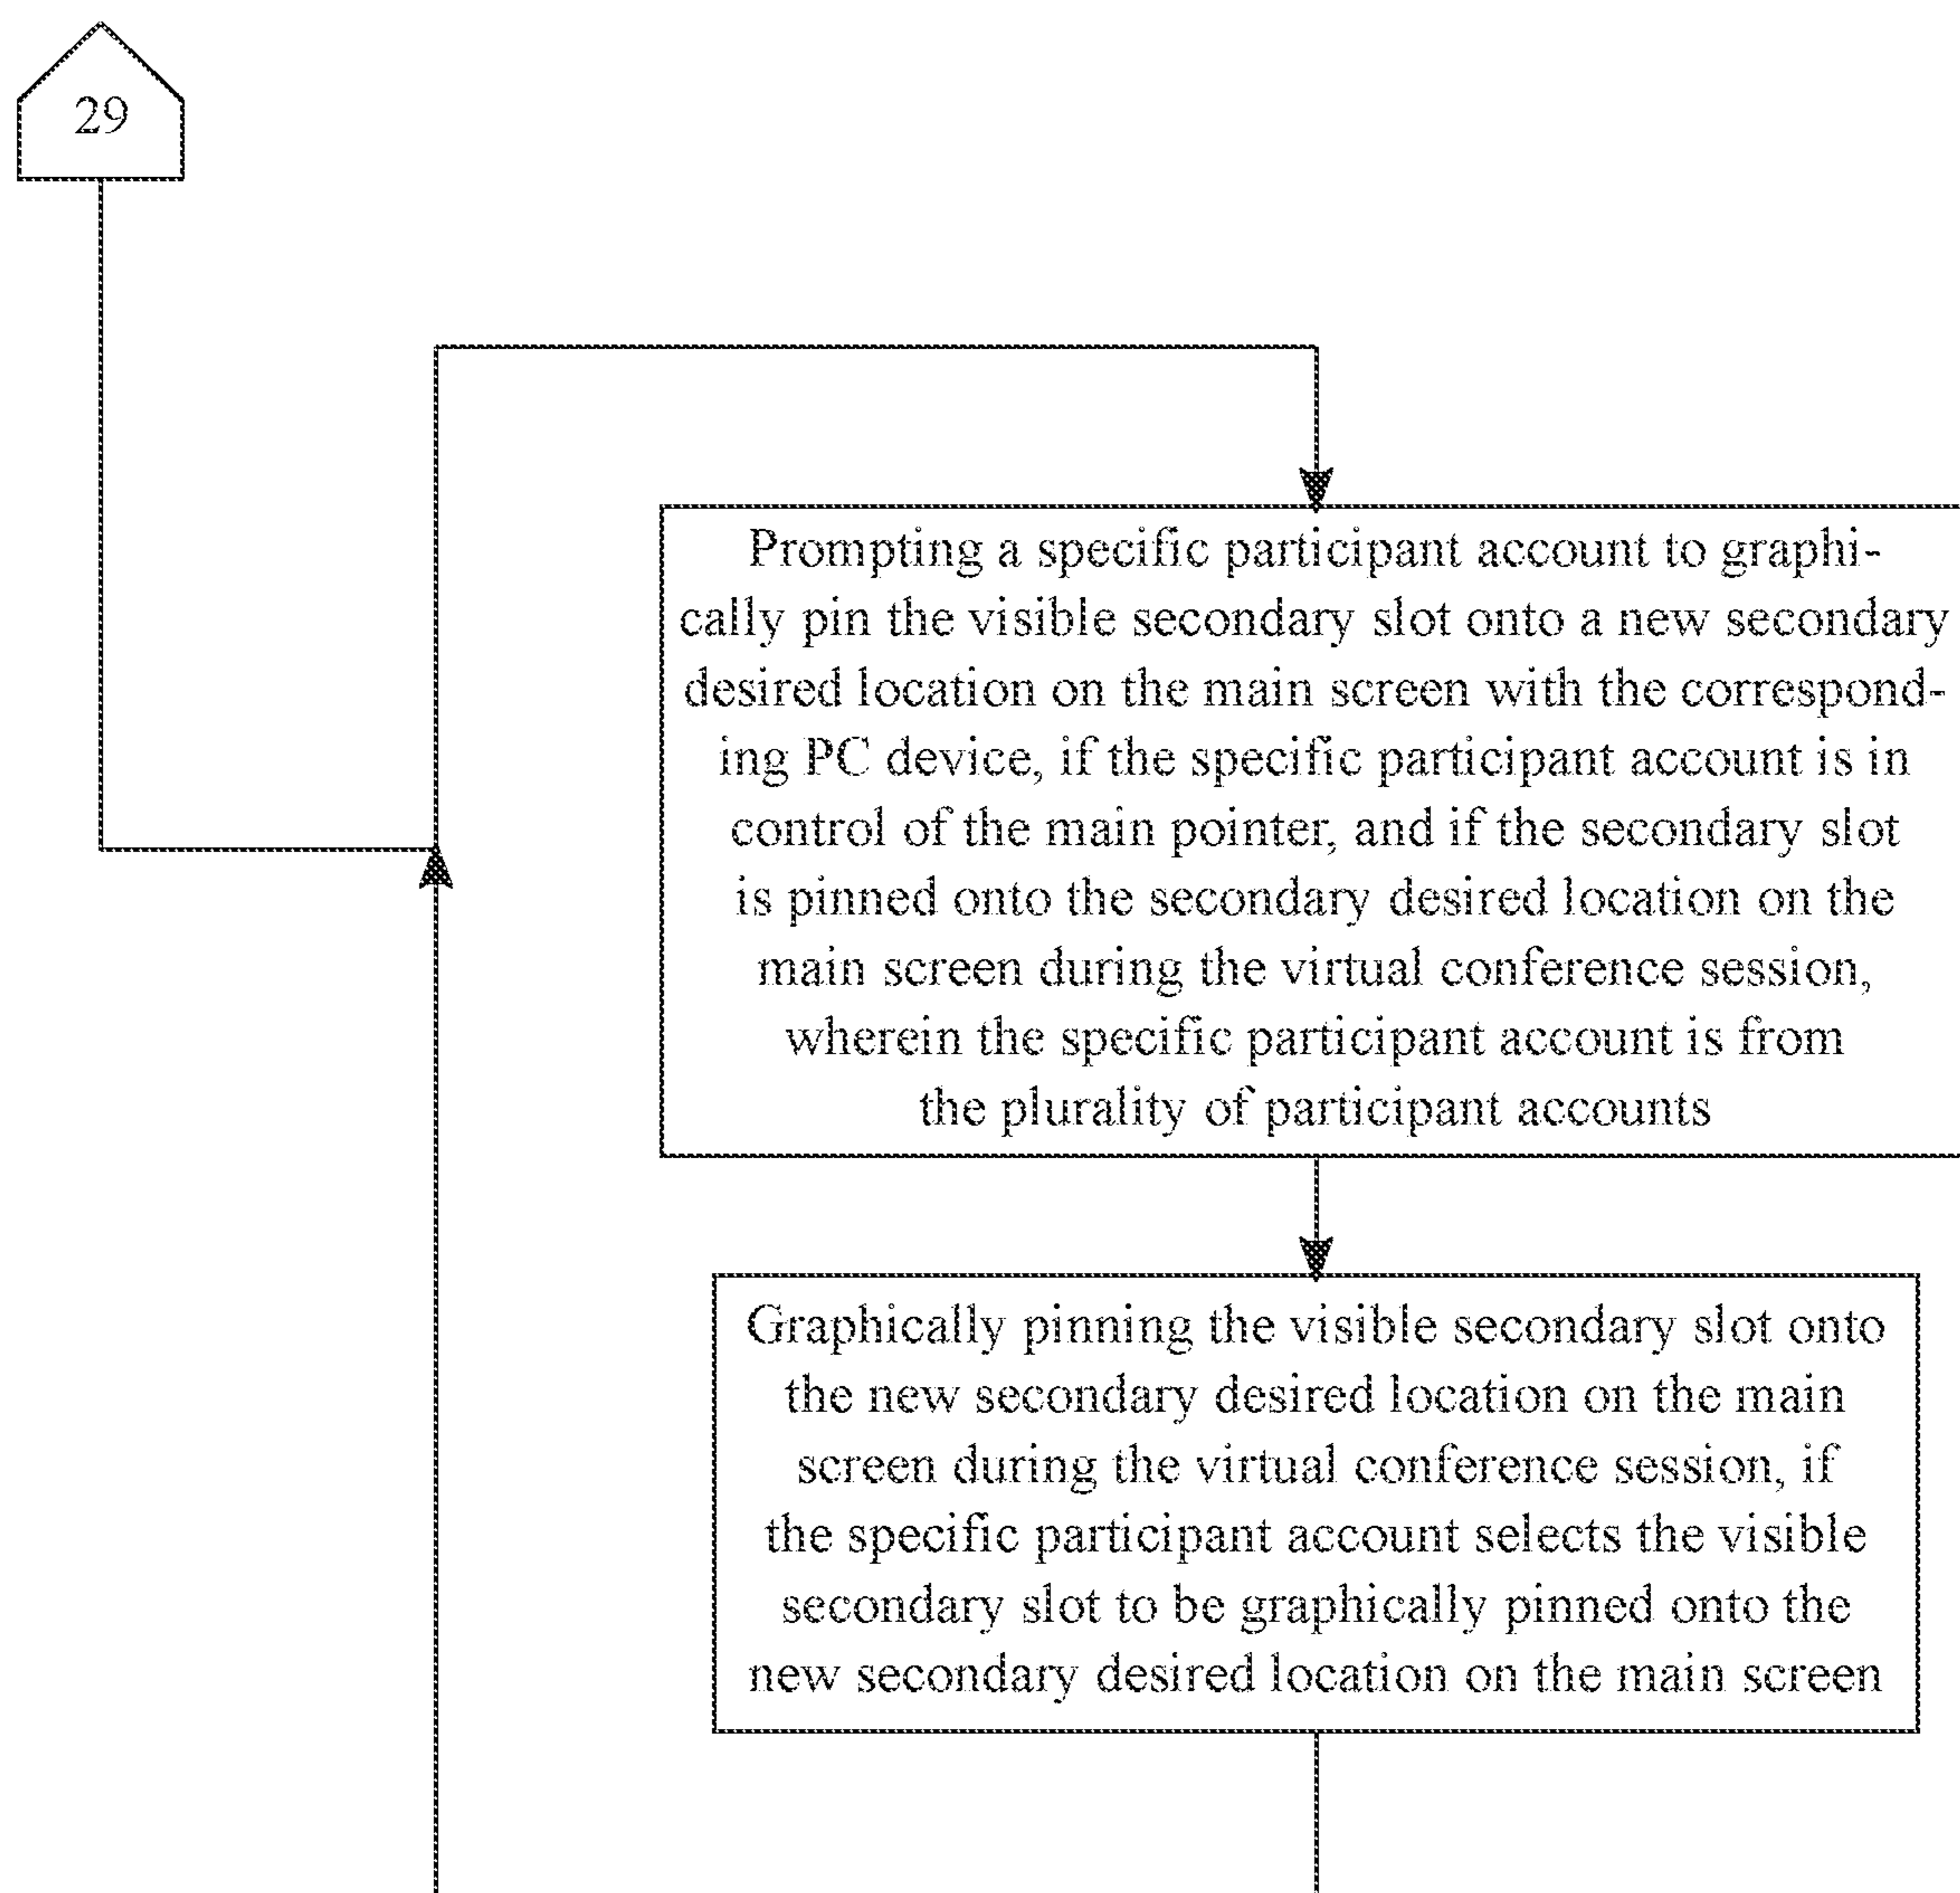 29
Prompting a specific participant account to graphi-
cally pin the visible secondary slot onto a new secondary
desired location on the main screen with the correspond-
ing PC device, if the specific participant account is in
control of the main pointer, and if the secondary slot
is pinned onto the secondary desired location on the
main screen during the virtual conference session,
wherein the specific participant account is from
the plurality of participant accounts
Graphically pinning the visible secondary slot onto
the new secondary desired location on the main
screen during the virtual conference session, if
the specific participant account selects the visible
secondary slot to be graphically pinned onto the
new secondary desired location on the main screen